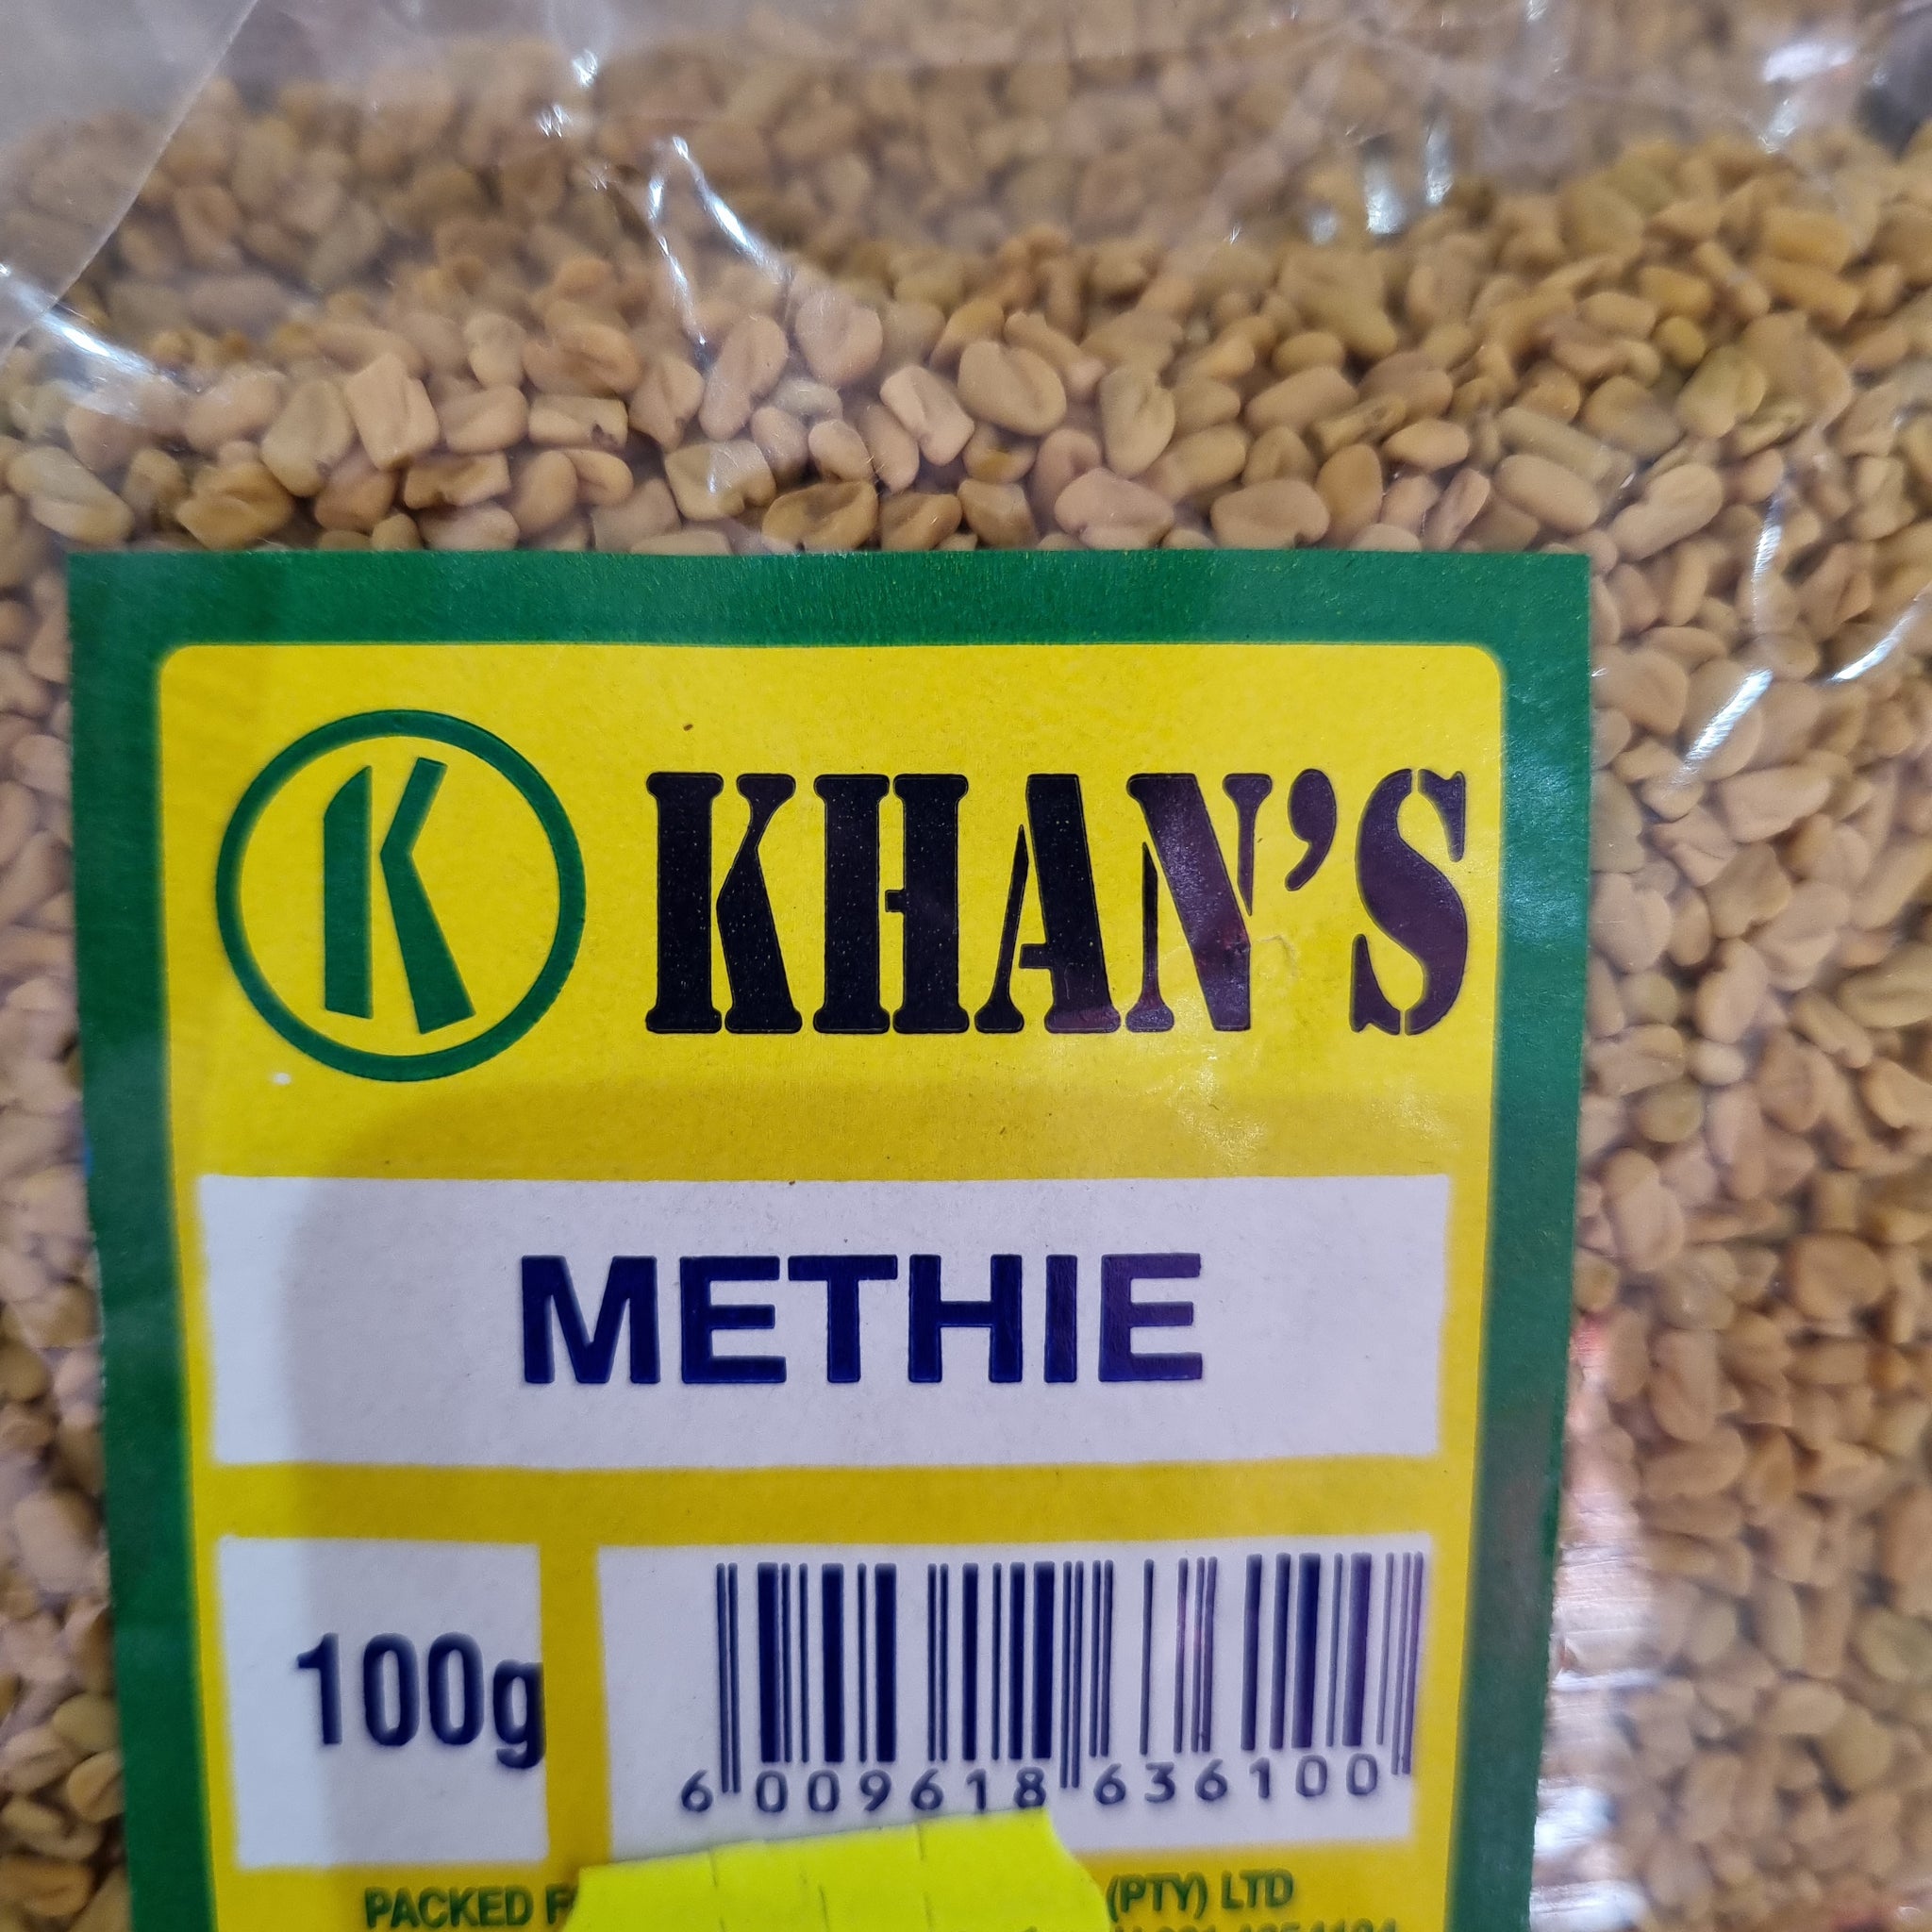 K KHAN'S
METHIE
100g
6 009618 636100
PACKED
(PTY) LTD